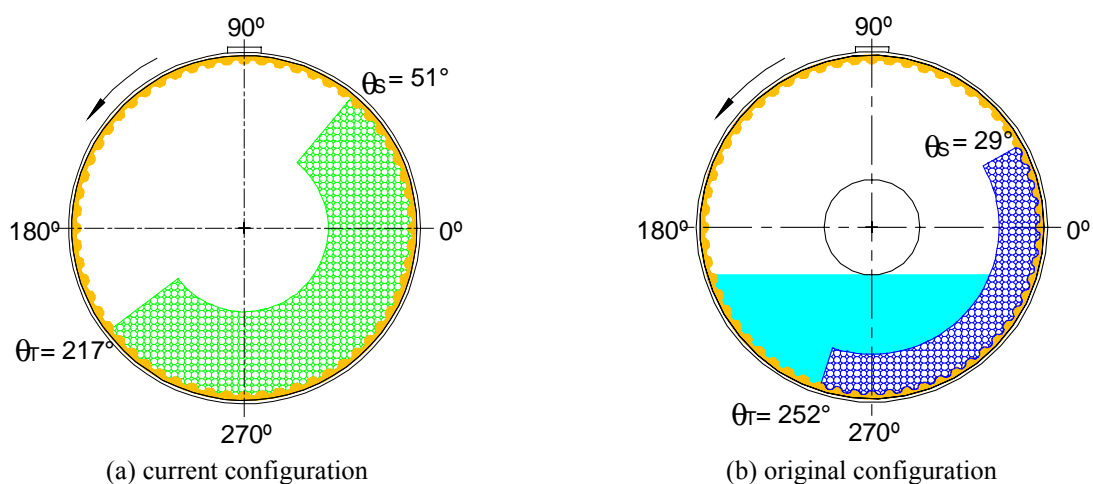 90º
θS = 51°
180º
0º
θT = 217°
270º
(a) current configuration
90º
θS = 29°
180º
0º
θT = 252°
270º
(b) original configuration